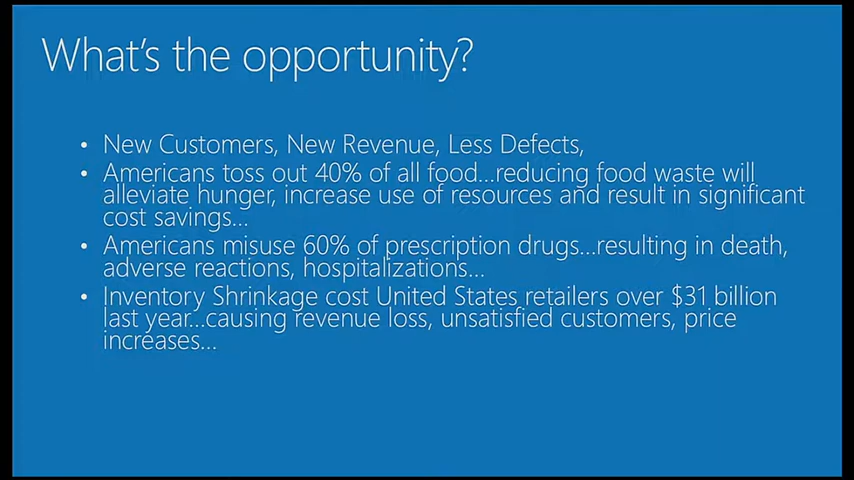 What's the opportunity?
• New Customers, New Revenue, Less Defects,
• Americans toss out 40% of all food...reducing food waste will
alleviate hunger, increase use of resources and result in significant
cost savings...
• Americans misuse 60% of prescription drugs...resulting in death,
adverse reactions, hospitalizations...
• Inventory Shrinkage cost United States retailers over $31 billion
last year...causing revenue loss, unsatisfied customers, price
increases...